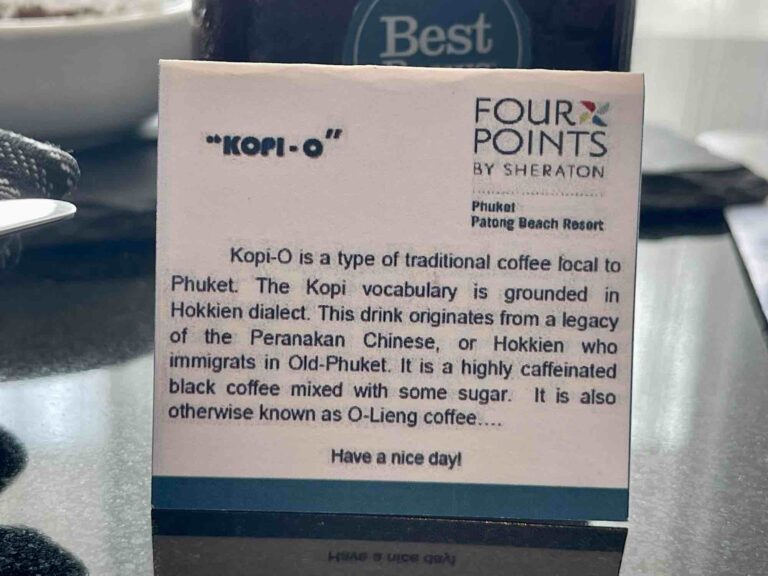 Best
"KOPI-O"
FOUR POINTS
BY SHERATON
Phuket
Patong Beach Resort
Kopi-O is a type of traditional coffee local to
Phuket. The Kopi vocabulary is grounded in
Hokkien dialect. This drink originates from a legacy
of the Peranakan Chinese, or Hokkien who
immigrats in Old-Phuket. It is a highly caffeinated
black coffee mixed with some sugar. It is also
otherwise known as O-Lieng coffee....
Have a nice day!
Have a nice day!